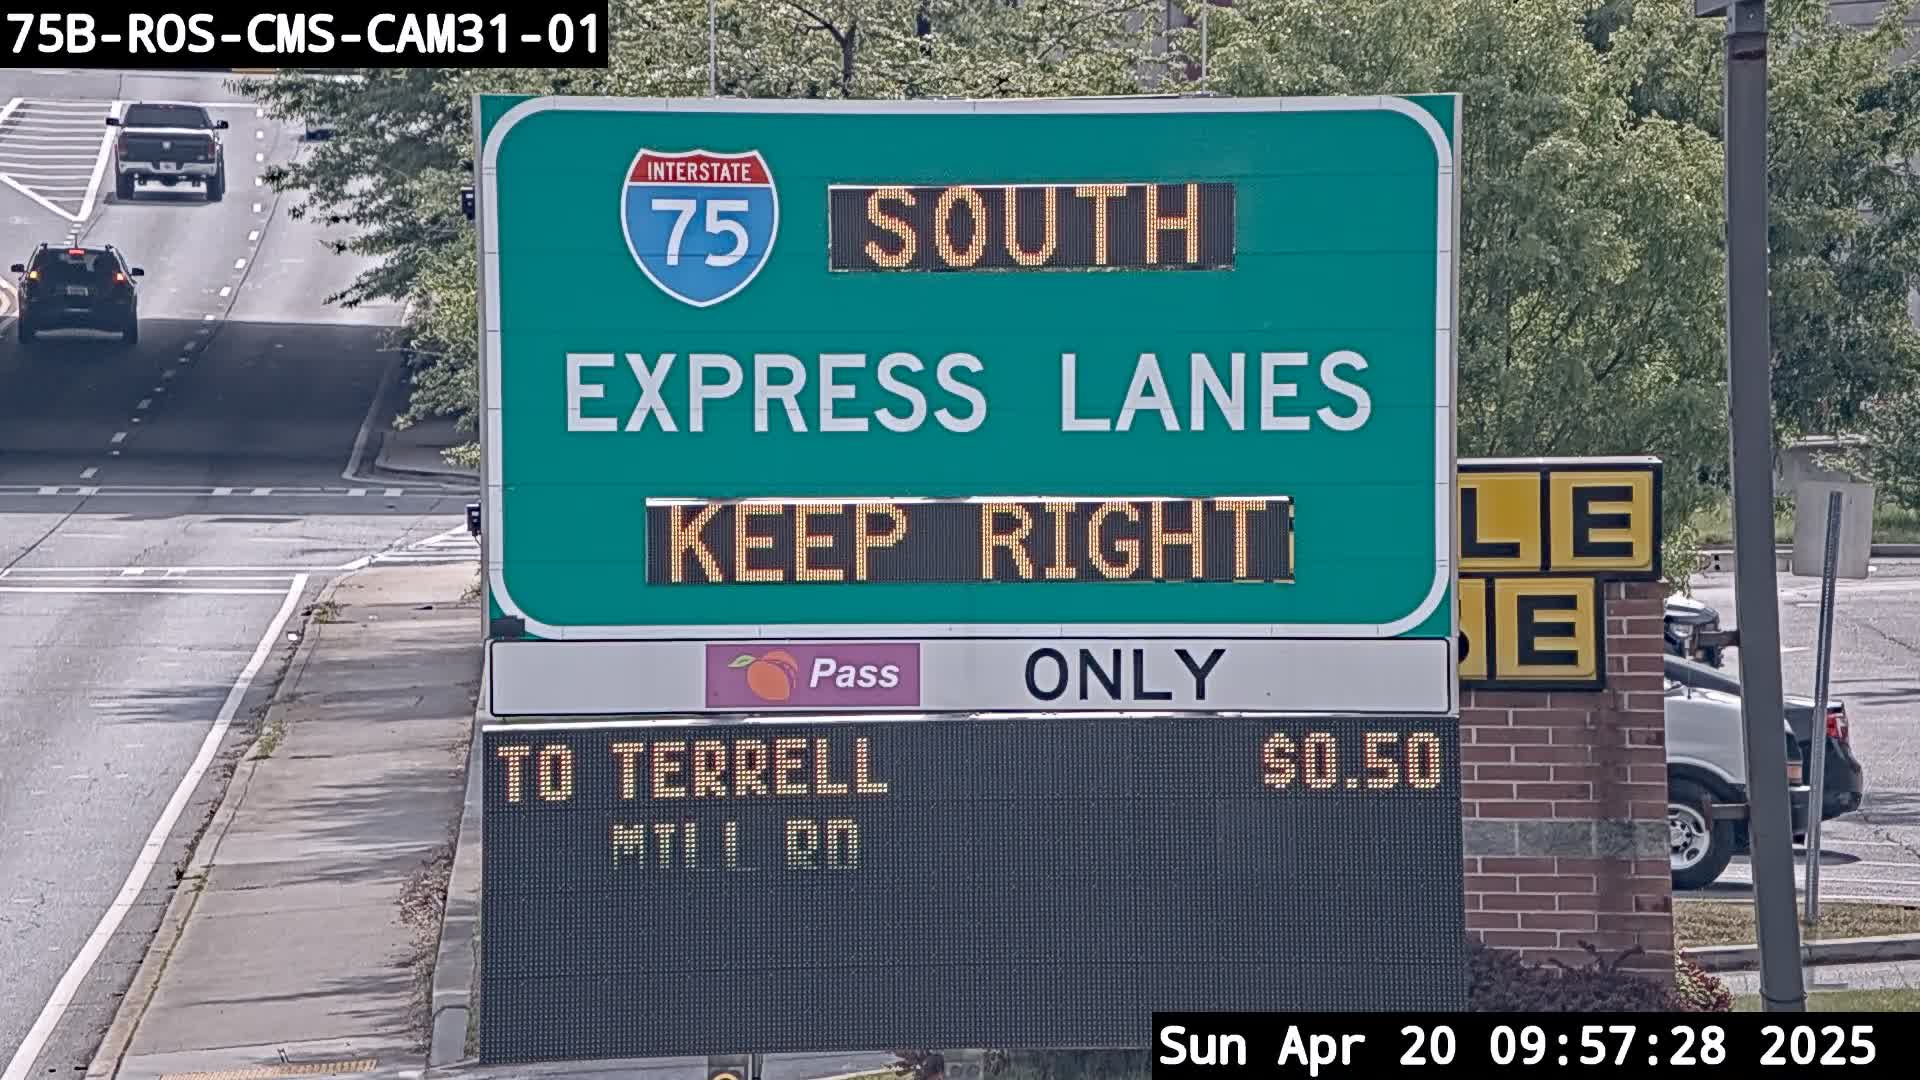 75B-ROS-CMS-CAM31-01
INTERSTATE
75
SOUTH
EXPRESS LANES
KEEP RIGHT
LE
E
Pass ONLY
TO TERRELL $0.50
MILL RD
Sun Apr 20 09:57:28 2025